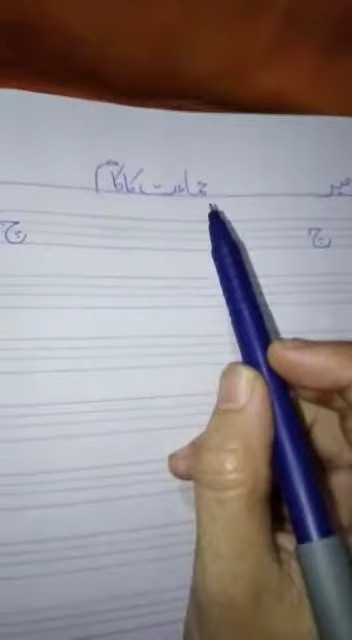 جماعت کا کام
چ چ